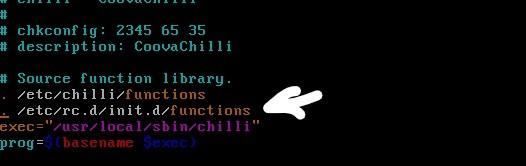 #
# chkconfig: 2345 65 35
# description: CoovaChilli
# Source function library.
. /etc/chilli/functions
. /etc/rc.d/init.d/functions
exec="/usr/local/sbin/chilli"
prog=$(basename $exec)